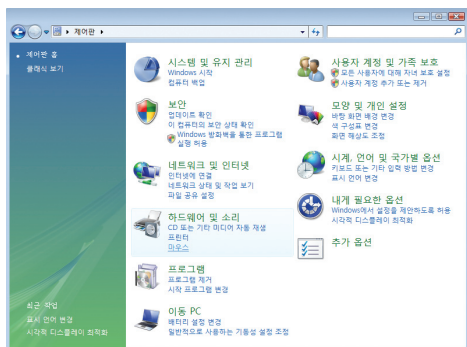 제어판
제어판 홈
클래식 보기
시스템 및 유지 관리
Windows 시작
컴퓨터 백업
보안
업데이트 확인
이 컴퓨터의 보안 상태 확인
Windows 방화벽을 통한 프로그램
실행 허용
네트워크 및 인터넷
인터넷에 연결
네트워크 상태 및 작업 보기
파일 공유 설정
하드웨어 및 소리
CD 또는 기타 미디어 자동 재생
프린터
마우스
프로그램
프로그램 제거
시작 프로그램 변경
이동 PC
배터리 설정 변경
일반적으로 사용하는 기동성 설정 조정
사용자 계정 및 가족 보호
모든 사용자에 대해 자녀 보호 설정
사용자 계정 추가 또는 제거
모양 및 개인 설정
바탕 화면 배경 변경
색 구성표 변경
화면 해상도 조정
시계, 언어 및 국가별 옵션
키보드 또는 기타 입력 방법 변경
표시 언어 변경
내게 필요한 옵션
Windows에서 설정을 제안하도록 허용
시각적 디스플레이 최적화
추가 옵션
최근 작업
표시 언어 변경
시각적 디스플레이 최적화